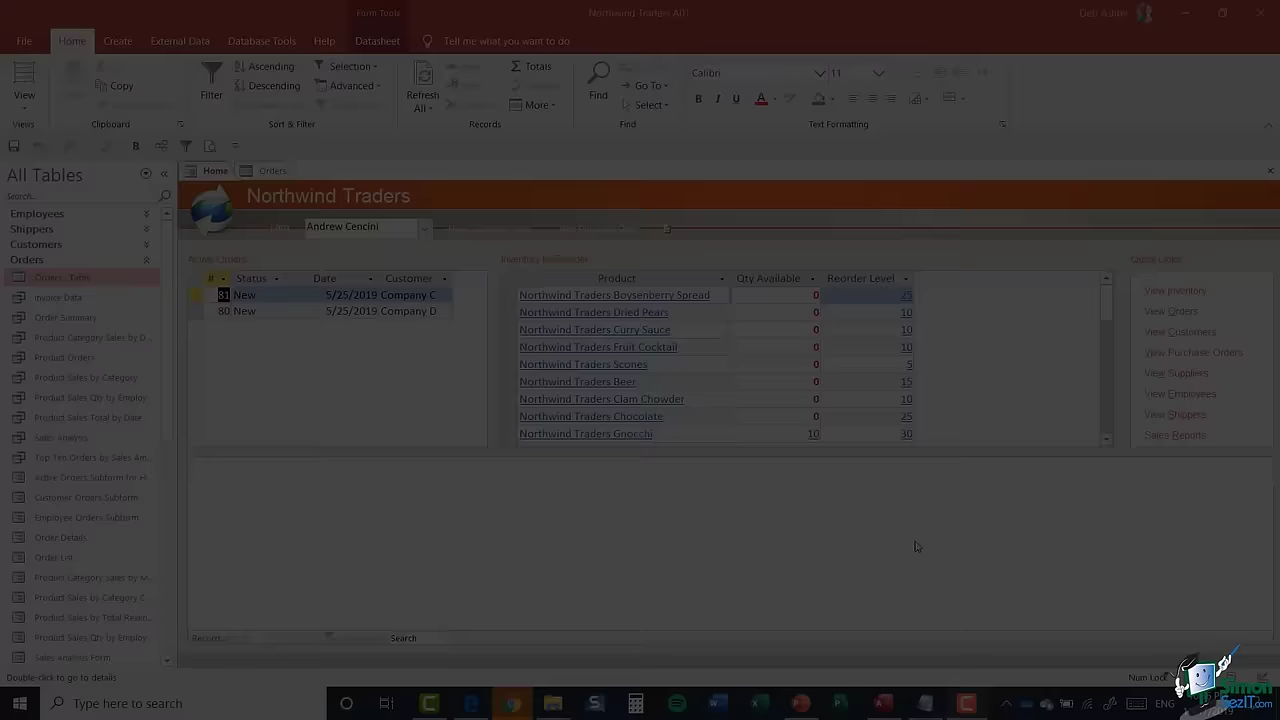 Form Tools
Northwind Traders
File Home Create External Data Database Tools Help Datasheet Tell me what you want to do
View
Views
Copy
Clipboard
Filter
Ascending
Descending
Selection
Advanced
Sort & Filter
Refresh All
Totals
More
Records
Find
Go To
Select
Find
Calibri 11
B I U A
Text Formatting
B
All Tables
Search...
Employees
Shippers
Customers
Orders
Orders : Table
Invoice Data
Order Summary
Product Category Sales by D...
Product Orders
Product Sales by Category
Product Sales Qty by Employ
Product Sales Total by Date
Sales Analysis
Top Ten Orders by Sales Am...
Active Orders Subform for H
Customer Orders Subform
Employee Orders Subform
Order Details
Order List
Product Category Sales by M...
Product Sales by Category C...
Product Sales by Total Reven...
Product Sales Qty by Employ
Sales Analysis Form
Home Orders
Northwind Traders
Andrew Cencini
Active Orders
# Status Date Customer
81 New 5/25/2019 Company C
80 New 5/25/2019 Company D
Inventory to Reorder
Product Qty Available Reorder Level
Northwind Traders Boysenberry Spread 0 25
Northwind Traders Dried Pears 0 10
Northwind Traders Curry Sauce 0 10
Northwind Traders Fruit Cocktail 0 10
Northwind Traders Scones 0 5
Northwind Traders Beer 0 15
Northwind Traders Clam Chowder 0 10
Northwind Traders Chocolate 0 25
Northwind Traders Gnocchi 10 30
Quick Links
View Inventory
View Orders
View Customers
View Purchase Orders
View Suppliers
View Employees
View Shippers
Sales Reports
Record:
Search
Double-click to go to details
Num Lock
Type here to search
ENG
Simon
SezIT.com